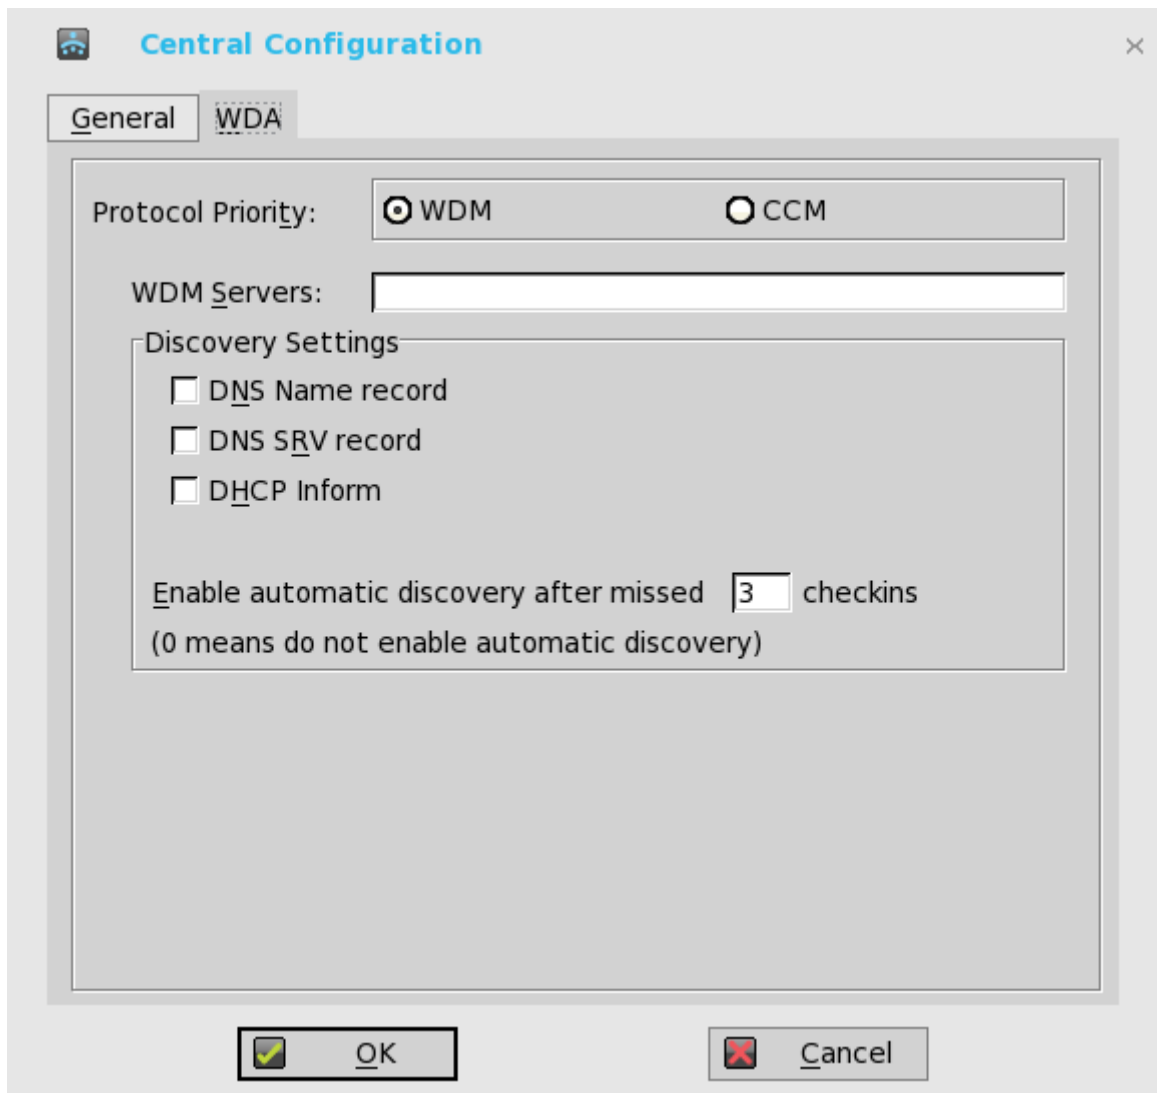 Central Configuration
General WDA
Protocol Priority: WDM CCM
WDM Servers:
Discovery Settings
DNS Name record
DNS SRV record
DHCP Inform
Enable automatic discovery after missed 3 checkins
(0 means do not enable automatic discovery)
OK Cancel